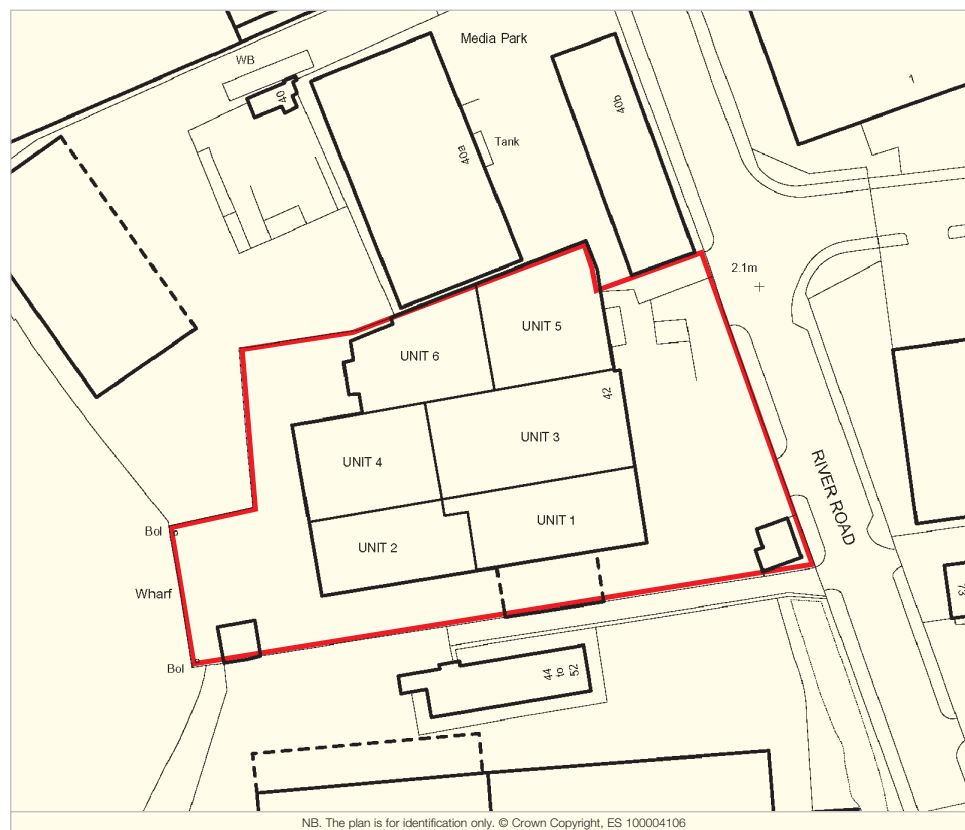 Media Park
WB
40
1
40b
40a
Tank
2.1m
UNIT 5
UNIT 6
42
UNIT 3
UNIT 4
RIVER ROAD
UNIT 1
Bol
UNIT 2
Wharf
73
Bol
44
to
52
NB. The plan is for identification only. © Crown Copyright, ES 100004106